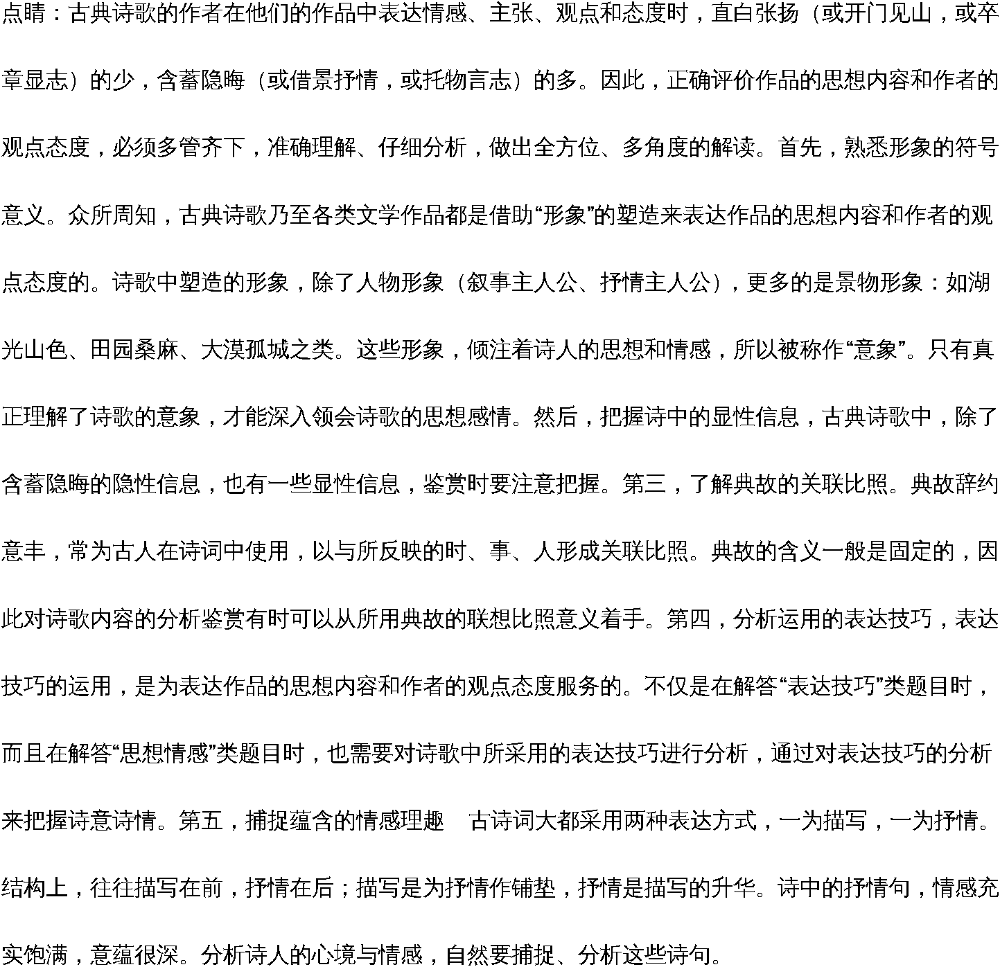 点睛：古典诗歌的作者在他们的作品中表达情感、主张、观点和态度时，直白张扬（或开门见山，或卒
章显志）的少，含蓄隐晦（或借景抒情，或托物言志）的多。因此，正确评价作品的思想内容和作者的
观点态度，必须多管齐下，准确理解、仔细分析，做出全方位、多角度的解读。首先，熟悉形象的符号
意义。众所周知，古典诗歌乃至各类文学作品都是借助“形象”的塑造来表达作品的思想内容和作者的观
点态度的。诗歌中塑造的形象，除了人物形象（叙事主人公、抒情主人公），更多的是景物形象：如湖
光山色、田园桑麻、大漠孤城之类。这些形象，倾注着诗人的思想和情感，所以被称作“意象”。只有真
正理解了诗歌的意象，才能深入领会诗歌的思想感情。然后，把握诗中的显性信息，古典诗歌中，除了
含蓄隐晦的隐性信息，也有一些显性信息，鉴赏时要注意把握。第三，了解典故的关联比照。典故辞约
意丰，常为古人在诗词中使用，以与所反映的时、事、人形成关联比照。典故的含义一般是固定的，因
此对诗歌内容的分析鉴赏有时可以从所用典故的联想比照意义着手。第四，分析运用的表达技巧，表达
技巧的运用，是为表达作品的思想内容和作者的观点态度服务的。不仅是在解答“表达技巧”类题目时，
而且在解答“思想情感”类题目时，也需要对诗歌中所采用的表达技巧进行分析，通过对表达技巧的分析
来把握诗意诗情。第五，捕捉蕴含的情感理趣　古诗词大都采用两种表达方式，一为描写，一为抒情。
结构上，往往描写在前，抒情在后；描写是为抒情作铺垫，抒情是描写的升华。诗中的抒情句，情感充
实饱满，意蕴很深。分析诗人的心境与情感，自然要捕捉、分析这些诗句。